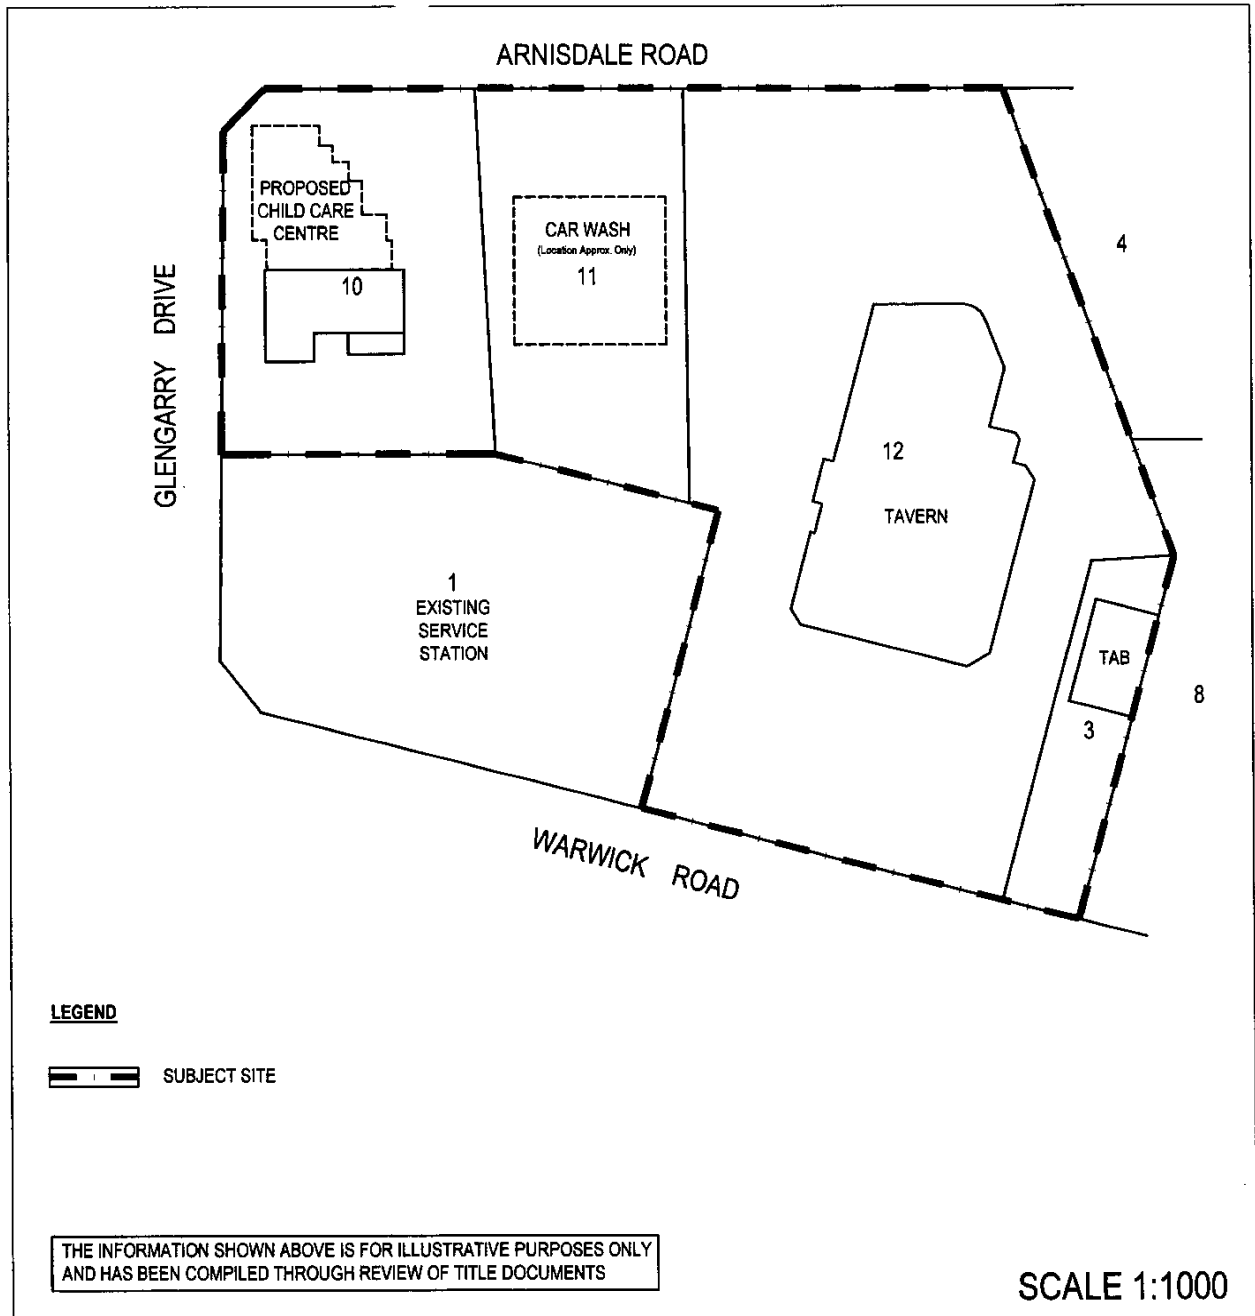 ARNISDALE ROAD
PROPOSED
CHILD CARE
CENTRE
10
CAR WASH
(Location Approx. Only)
11
4
GLENGARRY DRIVE
12
TAVERN
1
EXISTING
SERVICE
STATION
TAB
3
8
WARWICK ROAD
LEGEND
SUBJECT SITE
THE INFORMATION SHOWN ABOVE IS FOR ILLUSTRATIVE PURPOSES ONLY
AND HAS BEEN COMPILED THROUGH REVIEW OF TITLE DOCUMENTS
SCALE 1:1000